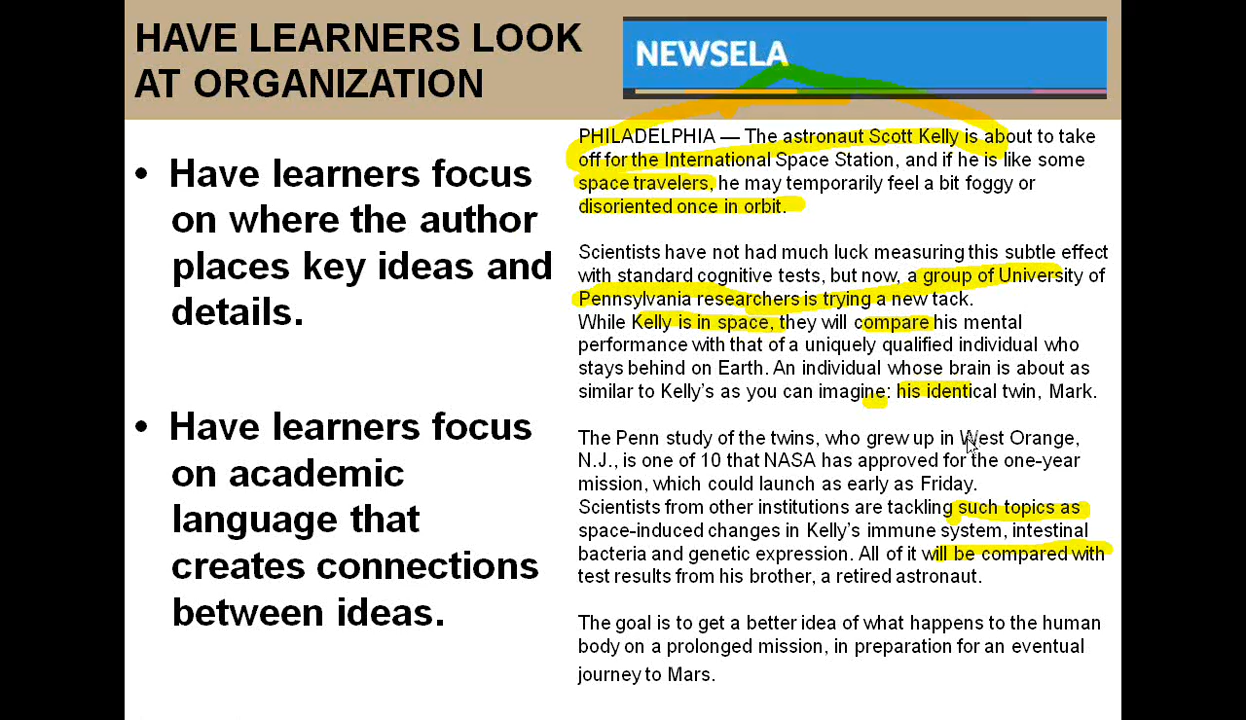 HAVE LEARNERS LOOK
AT ORGANIZATION
NEWSELA
• Have learners focus
on where the author
places key ideas and
details.
• Have learners focus
on academic
language that
creates connections
between ideas.
PHILADELPHIA — The astronaut Scott Kelly is about to take
off for the International Space Station, and if he is like some
space travelers, he may temporarily feel a bit foggy or
disoriented once in orbit.
Scientists have not had much luck measuring this subtle effect
with standard cognitive tests, but now, a group of University of
Pennsylvania researchers is trying a new tack.
While Kelly is in space, they will compare his mental
performance with that of a uniquely qualified individual who
stays behind on Earth. An individual whose brain is about as
similar to Kelly's as you can imagine: his identical twin, Mark.
The Penn study of the twins, who grew up in West Orange,
N.J., is one of 10 that NASA has approved for the one-year
mission, which could launch as early as Friday.
Scientists from other institutions are tackling such topics as
space-induced changes in Kelly's immune system, intestinal
bacteria and genetic expression. All of it will be compared with
test results from his brother, a retired astronaut.
The goal is to get a better idea of what happens to the human
body on a prolonged mission, in preparation for an eventual
journey to Mars.